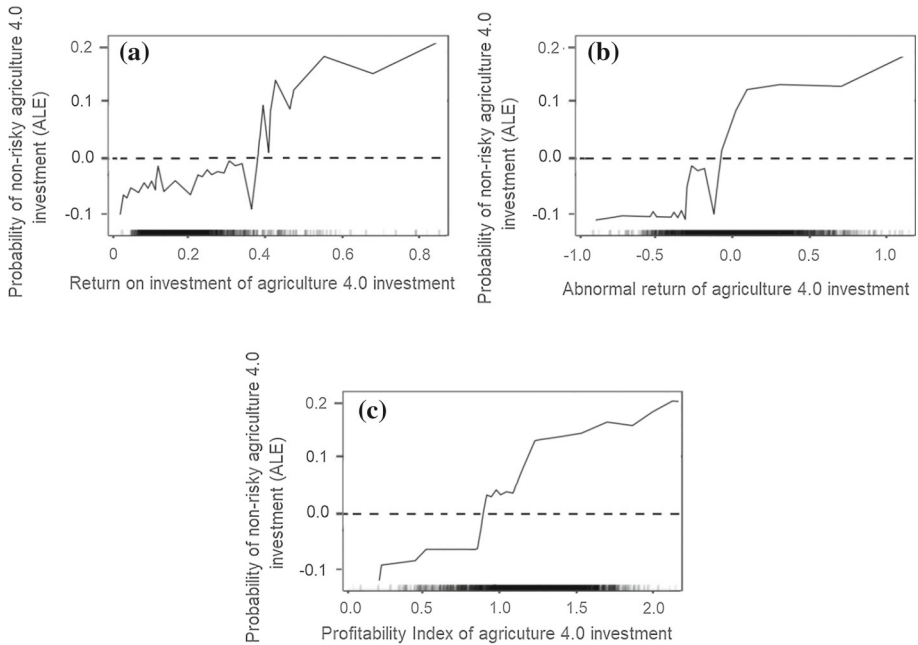 Probability of non-risky agriculture 4.0
investment (ALE)
(a)
0.2
0.1
0.0
-0.1
0 0.2 0.4 0.6 0.8
Return on investment of agriculture 4.0 investment
Probability of non-risky agriculture 4.0
investment (ALE)
(b)
0.2
0.1
0.0
-0.1
-1.0 -0.5 0.0 0.5 1.0
Abnormal return of agriculture 4.0 investment
Probability of non-risky agriculture 4.0
investment (ALE)
(c)
0.2
0.1
0.0
-0.1
0.0 0.5 1.0 1.5 2.0
Profitability Index of agricuture 4.0 investment